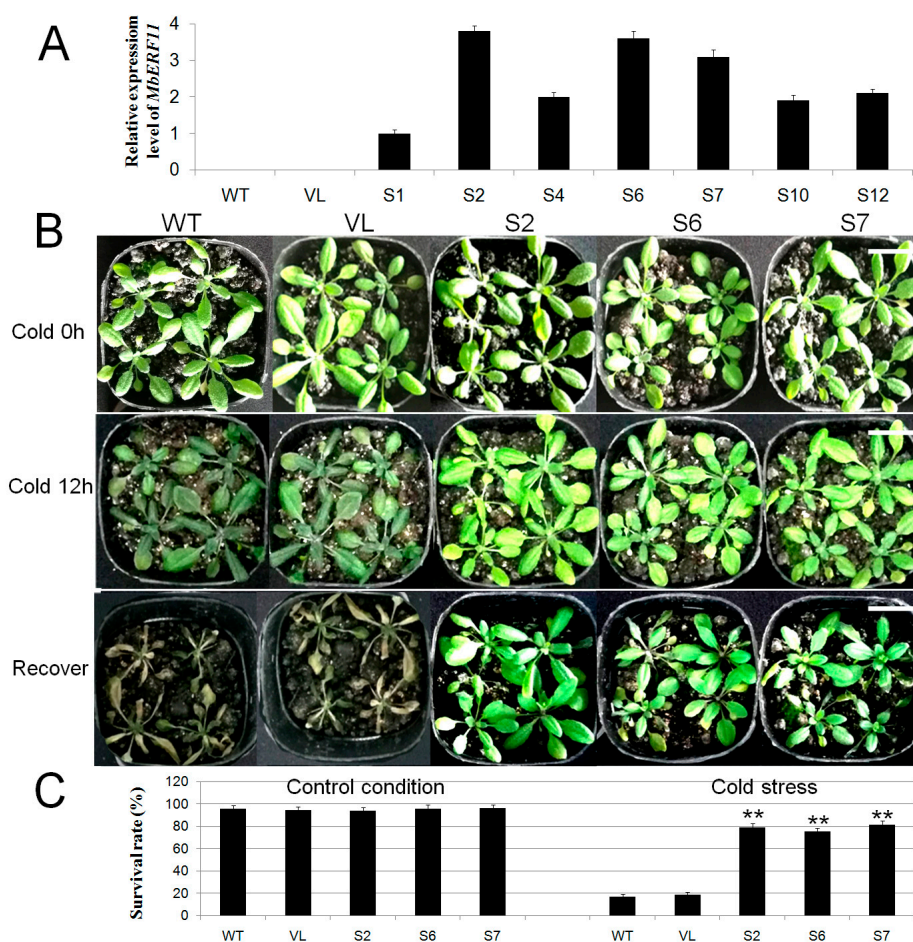 A
Relative expressiom
level of MbERF11
4
3
2
1
0
WT VL S1 S2 S4 S6 S7 S10 S12
B
WT VL S2 S6 S7
Cold 0h
Cold 12h
Recover
C
Survival rate (%)
Control condition Cold stress
120
100
80
60
40
20
0
** ** **
WT VL S2 S6 S7 WT VL S2 S6 S7